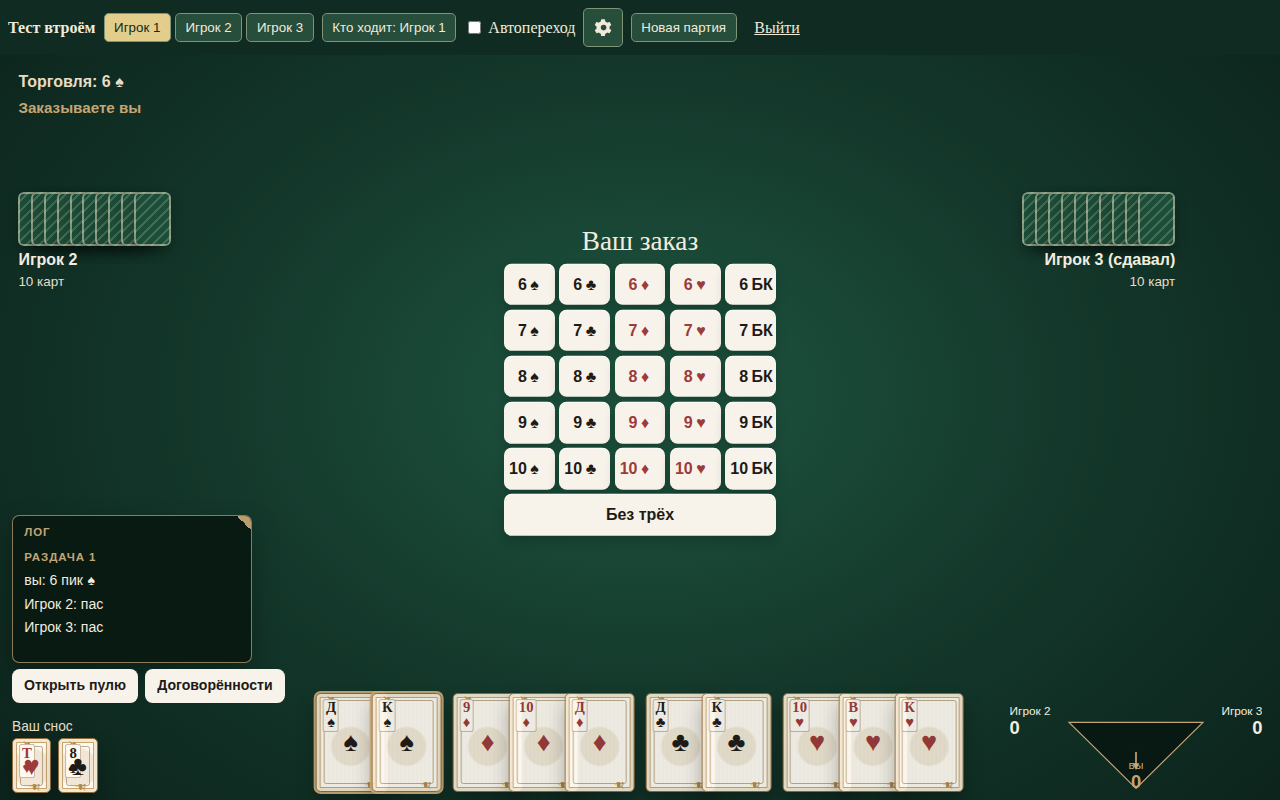 Тест втроём Игрок 1 Игрок 2 Игрок 3 Кто ходит: Игрок 1 Автопереход Новая партия Выйти
Торговля: 6 ♠
Заказываете вы
Игрок 2
10 карт
Игрок 3 (сдавал)
10 карт
Ваш заказ
6 ♠ 6 ♣ 6 ♦ 6 ♥ 6 БК
7 ♠ 7 ♣ 7 ♦ 7 ♥ 7 БК
8 ♠ 8 ♣ 8 ♦ 8 ♥ 8 БК
9 ♠ 9 ♣ 9 ♦ 9 ♥ 9 БК
10 ♠ 10 ♣ 10 ♦ 10 ♥ 10 БК
Без трёх
ЛОГ
РАЗДАЧА 1
вы: 6 пик ♠
Игрок 2: пас
Игрок 3: пас
Открыть пулю Договорённости
Ваш снос
Т ♥ 8 ♣
Д ♠ К ♠ 9 ♦ 10 ♦ Д ♦ Д ♣ К ♣ 10 ♥ В ♥ К ♥
Игрок 2
0
Игрок 3
0
вы
0